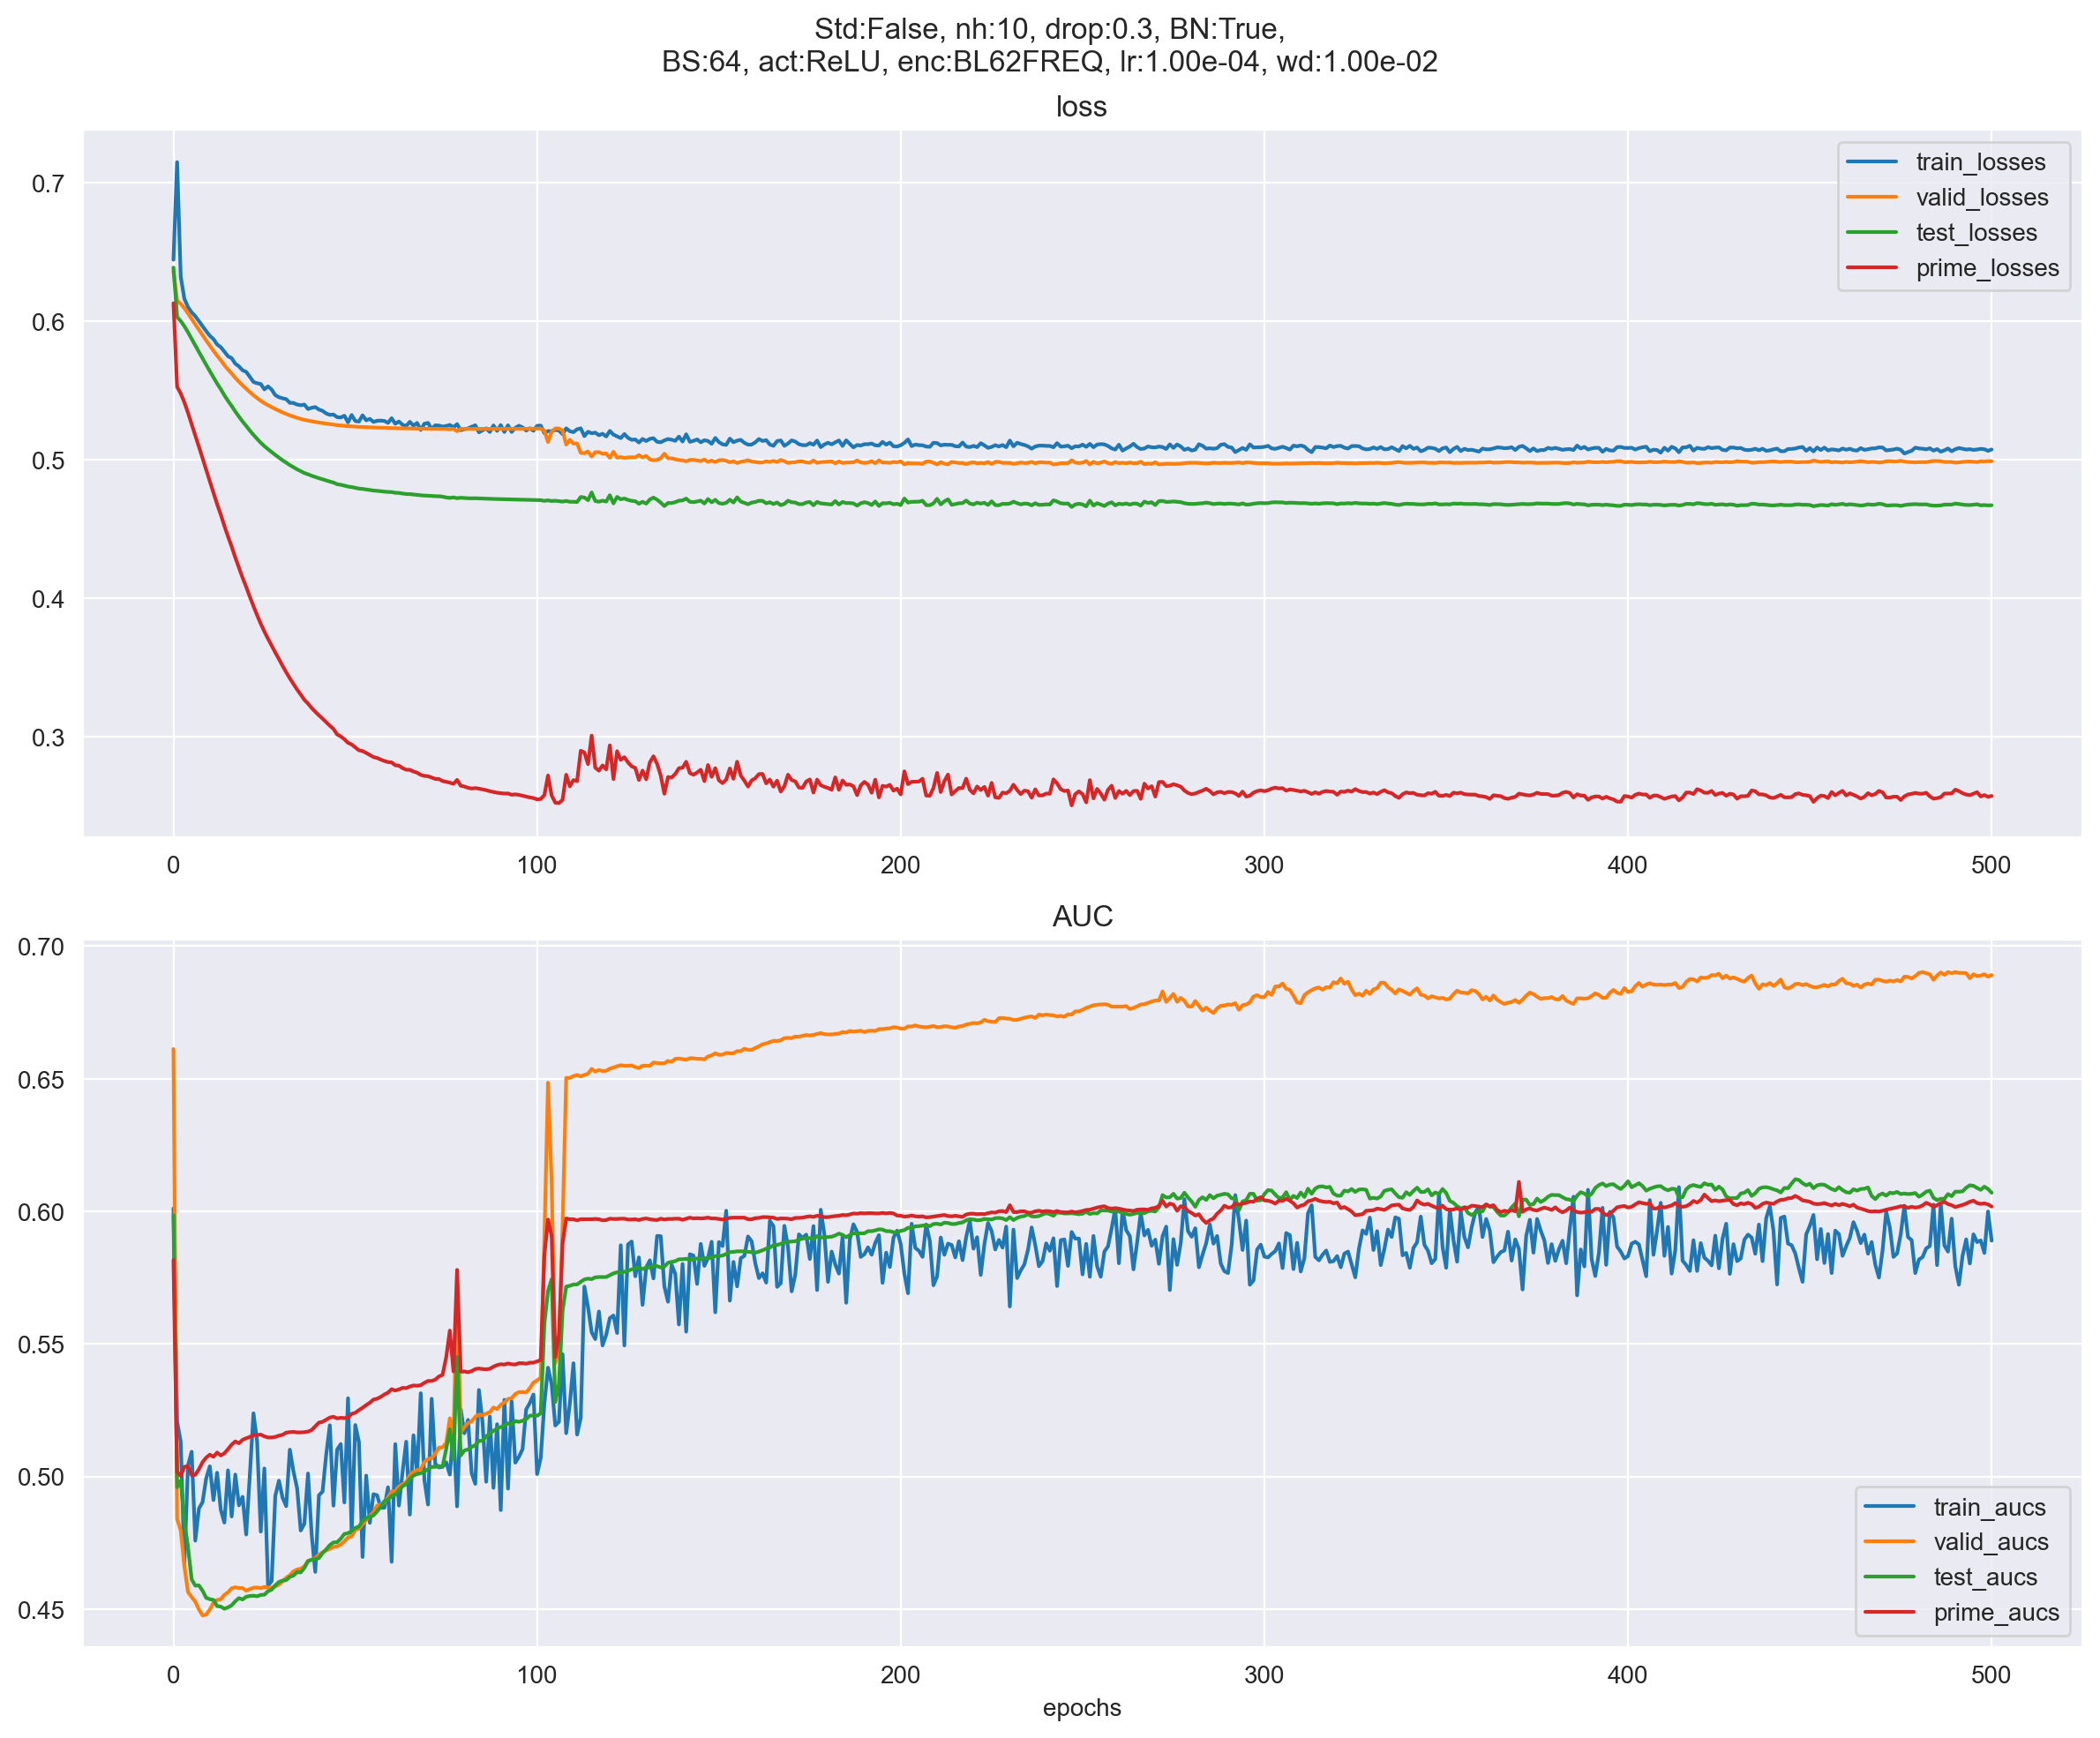 Std:False, nh:10, drop:0.3, BN:True,
BS:64, act:ReLU, enc:BL62FREQ, lr:1.00e-04, wd:1.00e-02
loss
train_losses
valid_losses
test_losses
prime_losses
0.7
0.6
0.5
0.4
0.3
0 100 200 300 400 500
AUC
0.70
0.65
0.60
0.55
0.50
0.45
train_aucs
valid_aucs
test_aucs
prime_aucs
0 100 200 300 400 500
epochs